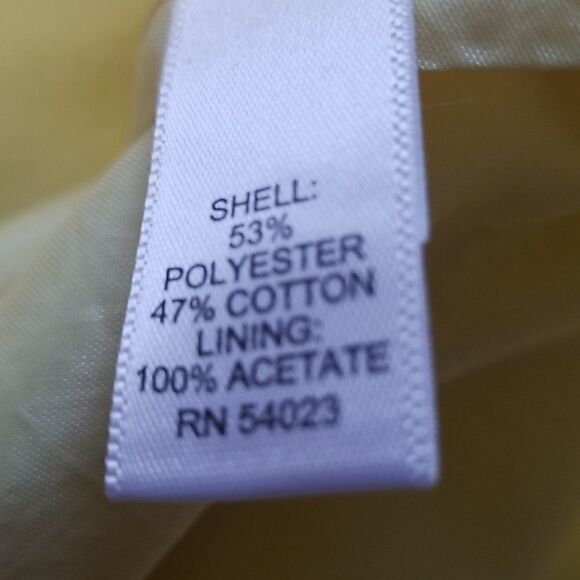 SHELL:
53%
POLYESTER
47% COTTON
LINING:
100% ACETATE
RN 54023